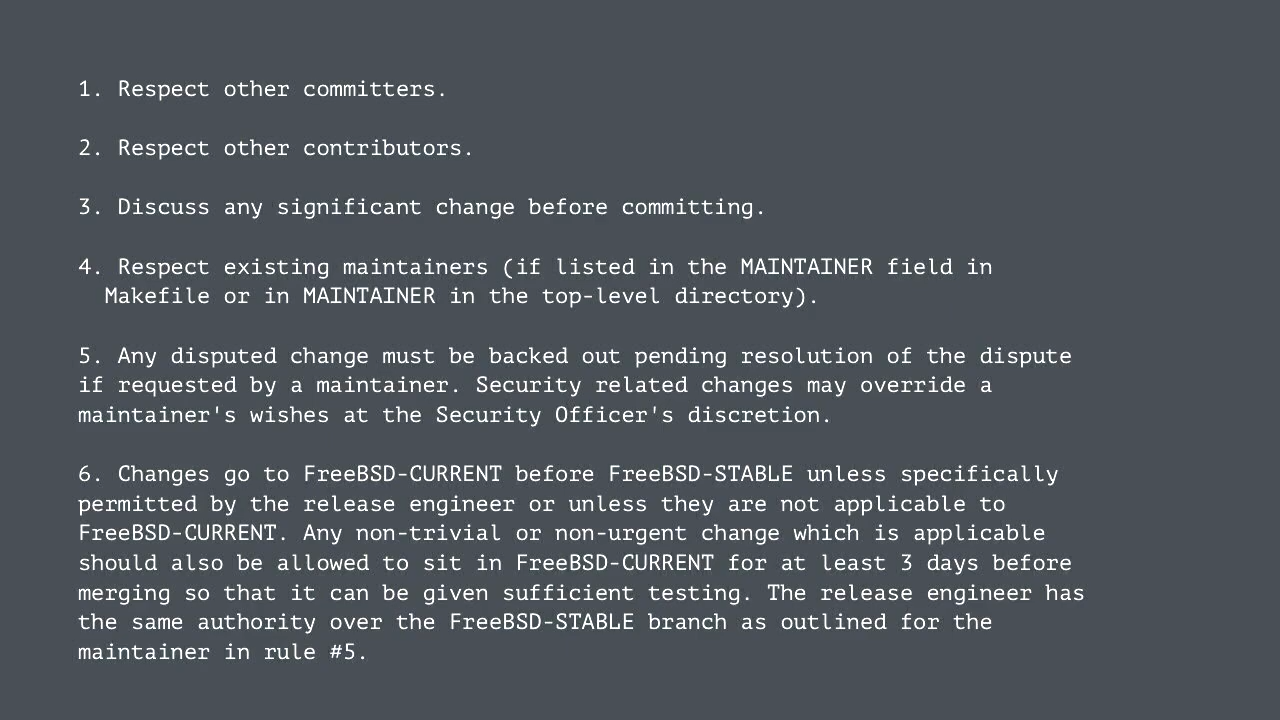 1. Respect other committers.
2. Respect other contributors.
3. Discuss any significant change before committing.
4. Respect existing maintainers (if listed in the MAINTAINER field in
Makefile or in MAINTAINER in the top-level directory).
5. Any disputed change must be backed out pending resolution of the dispute
if requested by a maintainer. Security related changes may override a
maintainer's wishes at the Security Officer's discretion.
6. Changes go to FreeBSD-CURRENT before FreeBSD-STABLE unless specifically
permitted by the release engineer or unless they are not applicable to
FreeBSD-CURRENT. Any non-trivial or non-urgent change which is applicable
should also be allowed to sit in FreeBSD-CURRENT for at least 3 days before
merging so that it can be given sufficient testing. The release engineer has
the same authority over the FreeBSD-STABLE branch as outlined for the
maintainer in rule #5.